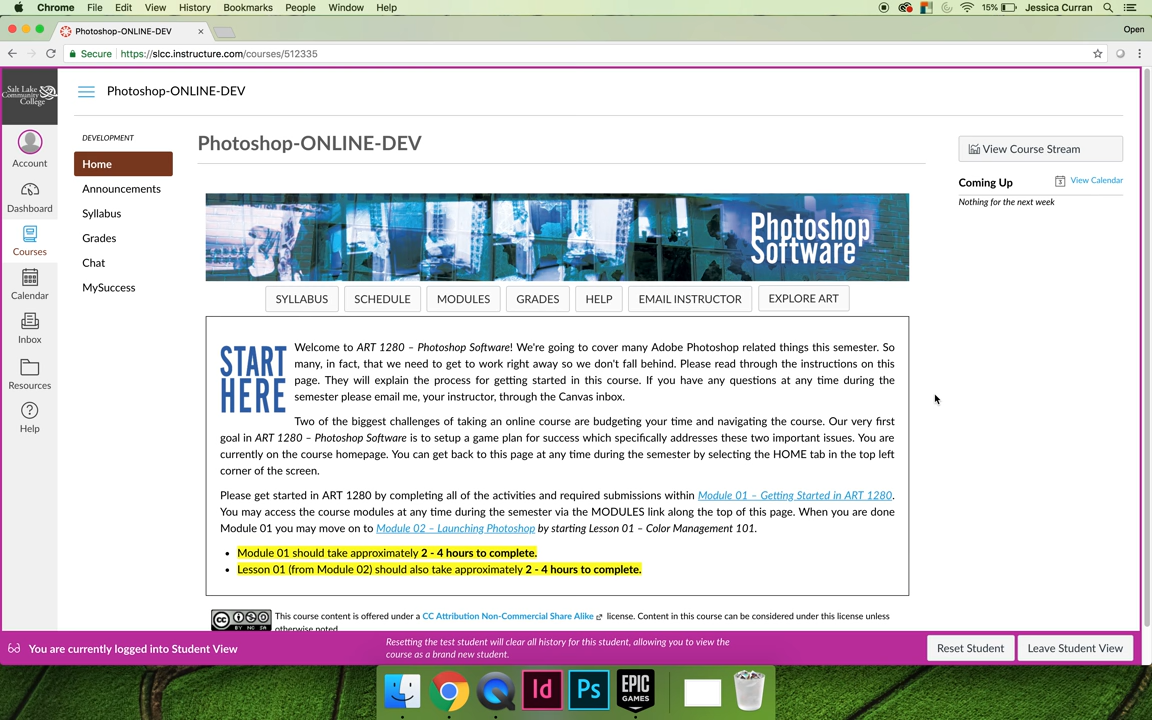 Chrome File Edit View History Bookmarks People Window Help 15% Jessica Curran
Photoshop-ONLINE-DEV Open
Secure https://slcc.instructure.com/courses/512335
Salt Lake
Community
College
Photoshop-ONLINE-DEV
Account
Dashboard
Courses
Calendar
Inbox
Resources
Help
DEVELOPMENT
Home
Announcements
Syllabus
Grades
Chat
MySuccess
Photoshop-ONLINE-DEV
Photoshop
Software
SYLLABUS SCHEDULE MODULES GRADES HELP EMAIL INSTRUCTOR EXPLORE ART
START
HERE
Welcome to ART 1280 – Photoshop Software! We're going to cover many Adobe Photoshop related things this semester. So
many, in fact, that we need to get to work right away so we don't fall behind. Please read through the instructions on this
page. They will explain the process for getting started in this course. If you have any questions at any time during the
semester please email me, your instructor, through the Canvas inbox.
Two of the biggest challenges of taking an online course are budgeting your time and navigating the course. Our very first
goal in ART 1280 – Photoshop Software is to setup a game plan for success which specifically addresses these two important issues. You are
currently on the course homepage. You can get back to this page at any time during the semester by selecting the HOME tab in the top left
corner of the screen.
Please get started in ART 1280 by completing all of the activities and required submissions within Module 01 – Getting Started in ART 1280.
You may access the course modules at any time during the semester via the MODULES link along the top of this page. When you are done
Module 01 you may move on to Module 02 – Launching Photoshop by starting Lesson 01 – Color Management 101.
• Module 01 should take approximately 2 - 4 hours to complete.
• Lesson 01 (from Module 02) should also take approximately 2 - 4 hours to complete.
cc BY NC SA
This course content is offered under a CC Attribution Non-Commercial Share Alike license. Content in this course can be considered under this license unless
otherwise noted.
View Course Stream
Coming Up View Calendar
Nothing for the next week
You are currently logged into Student View
Resetting the test student will clear all history for this student, allowing you to view the
course as a brand new student.
Reset Student Leave Student View
Id Ps EPIC
GAMES